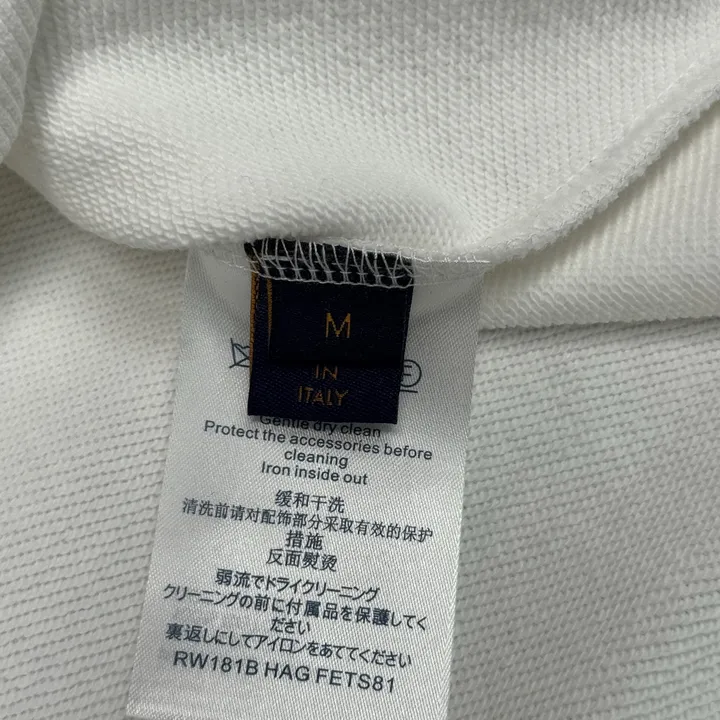 M
IN
ITALY
Gentle dry clean
Protect the accessories before
cleaning
Iron inside out
缓和干洗
清洗前请对配饰部分采取有效的保护
措施
反面熨烫
弱流でドライクリーニング
クリーニングの前に付属品を保護してく
ださい
裏返しにしてアイロンをあててください
RW181B HAG FETS81